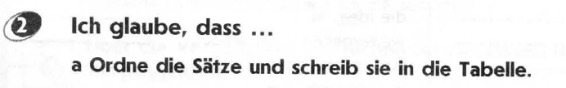 2 Ich glaube, dass ...
a Ordne die Sätze und schreib sie in die Tabelle.